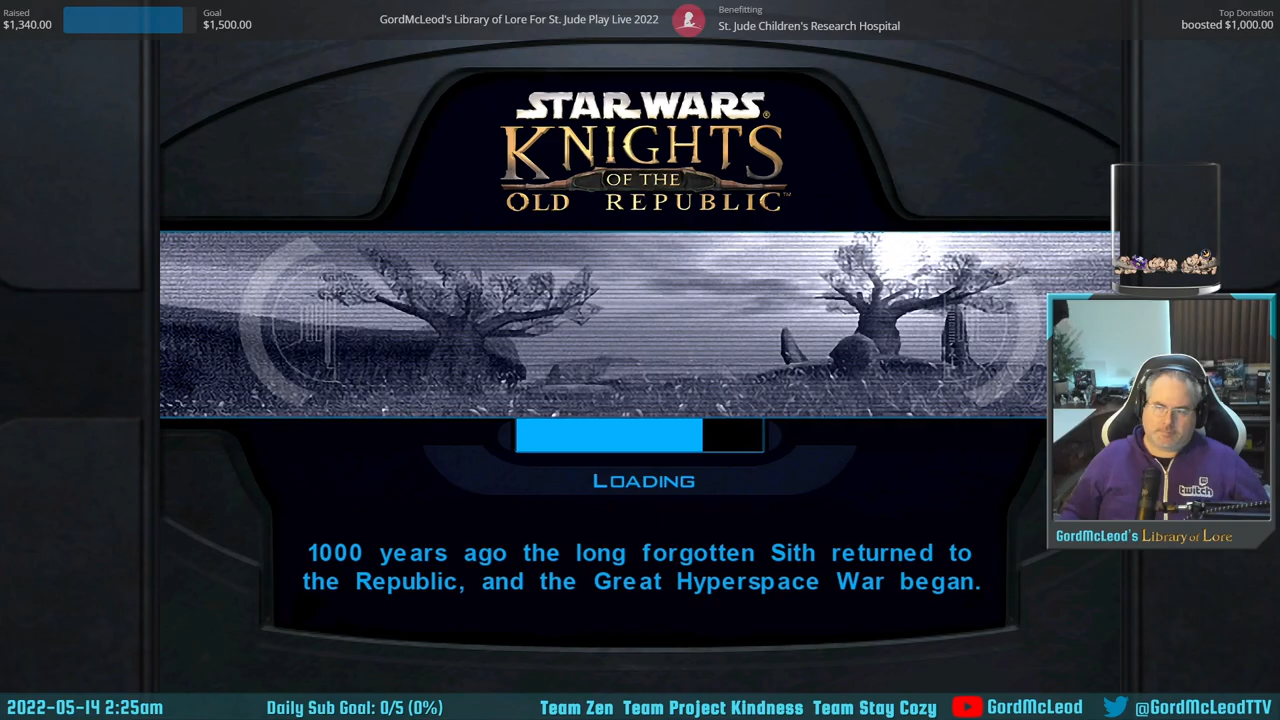 Raised
$1,340.00
Goal
$1,500.00
GordMcLeod's Library of Lore For St. Jude Play Live 2022
Benefitting
St. Jude Children's Research Hospital
Top Donation
boosted $1,000.00
STAR WARS®
KNIGHTS
OF THE
OLD REPUBLIC™
LOADING
1000 years ago the long forgotten Sith returned to
the Republic, and the Great Hyperspace War began.
twitch
GordMcLeod's Library of Lore
2022-05-14 2:25am
Daily Sub Goal: 0/5 (0%)
Team Zen Team Project Kindness Team Stay Cozy
GordMcLeod
@GordMcLeodTTV